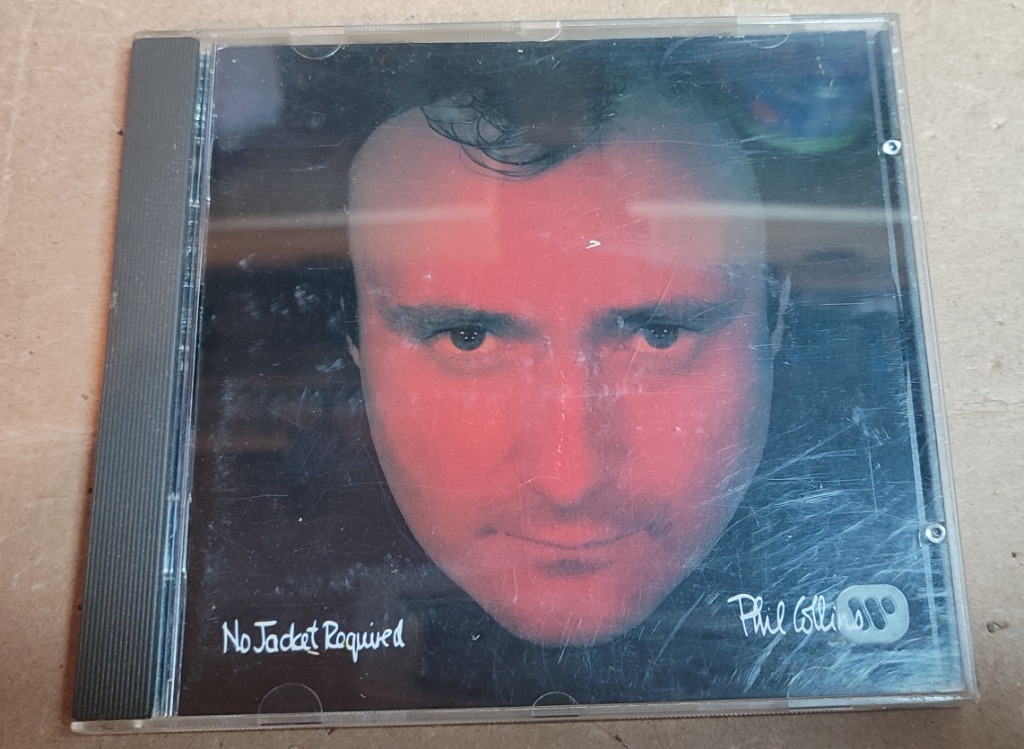 No Jacket Required
Phil Collins